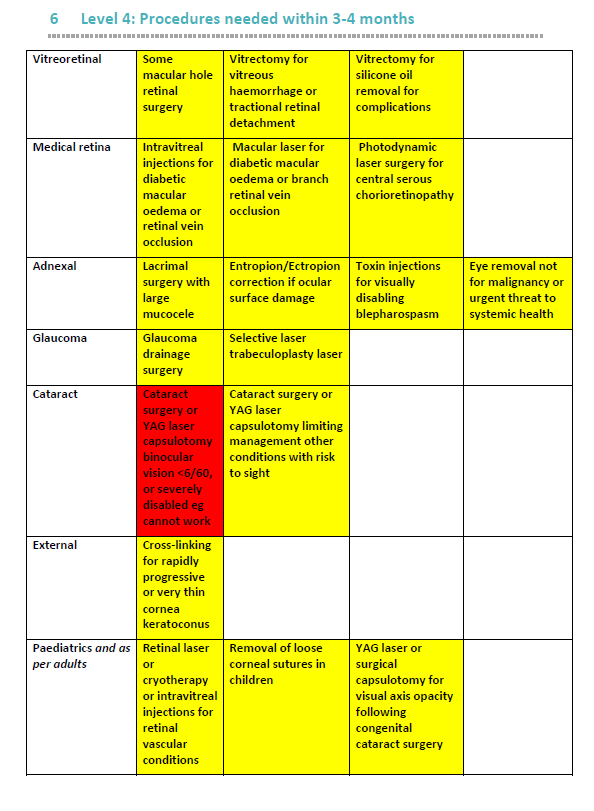 6 Level 4: Procedures needed within 3-4 months
Vitreoretinal
Some
macular hole
retinal
surgery
Vitrectomy for
vitreous
haemorrhage or
tractional retinal
detachment
Vitrectomy for
silicone oil
removal for
complications
Medical retina
Intravitreal
injections for
diabetic
macular
oedema or
retinal vein
occlusion
Macular laser for
diabetic macular
oedema or branch
retinal vein
occlusion
Photodynamic
laser surgery for
central serous
chorioretinopathy
Adnexal
Lacrimal
surgery with
large
mucocele
Entropion/Ectropion
correction if ocular
surface damage
Toxin injections
for visually
disabling
blepharospasm
Eye removal not
for malignancy or
urgent threat to
systemic health
Glaucoma
Glaucoma
drainage
surgery
Selective laser
trabeculoplasty laser
Cataract
Cataract
surgery or
YAG laser
capsulotomy
binocular
vision <6/60,
or severely
disabled eg
cannot work
Cataract surgery or
YAG laser
capsulotomy limiting
management other
conditions with risk
to sight
External
Cross-linking
for rapidly
progressive
or very thin
cornea
keratoconus
Paediatrics and as
per adults
Retinal laser
or
cryotherapy
or intravitreal
injections for
retinal
vascular
conditions
Removal of loose
corneal sutures in
children
YAG laser or
surgical
capsulotomy for
visual axis opacity
following
congenital
cataract surgery